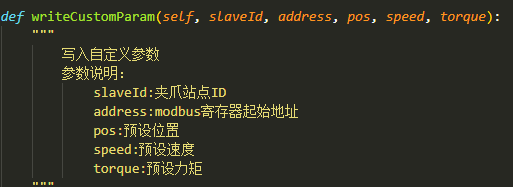 def writeCustomParam(self, slaveId, address, pos, speed, torque):
"""
写入自定义参数
参数说明：
slaveId:夹爪站点ID
address:modbus寄存器起始地址
pos:预设位置
speed:预设速度
torque:预设力矩
"""